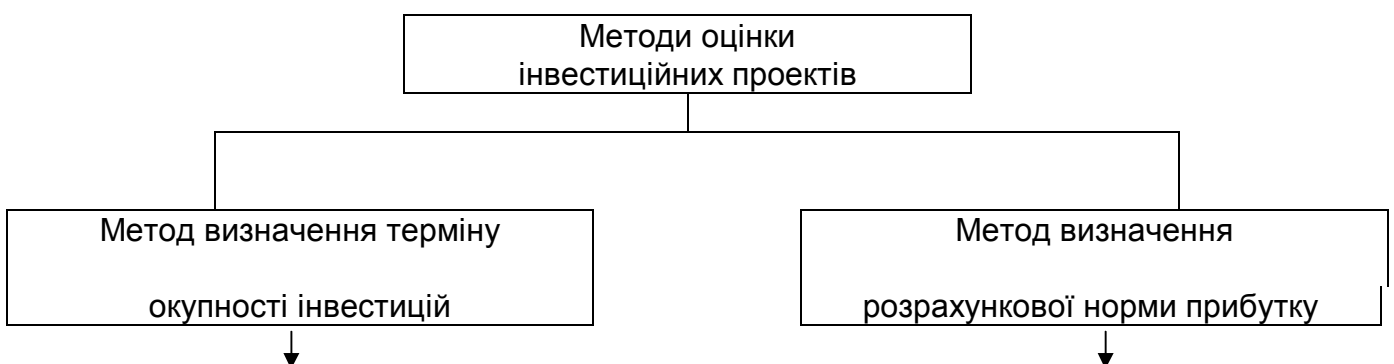 Методи оцінки
інвестиційних проектів
Метод визначення терміну
окупності інвестицій
Метод визначення
розрахункової норми прибутку